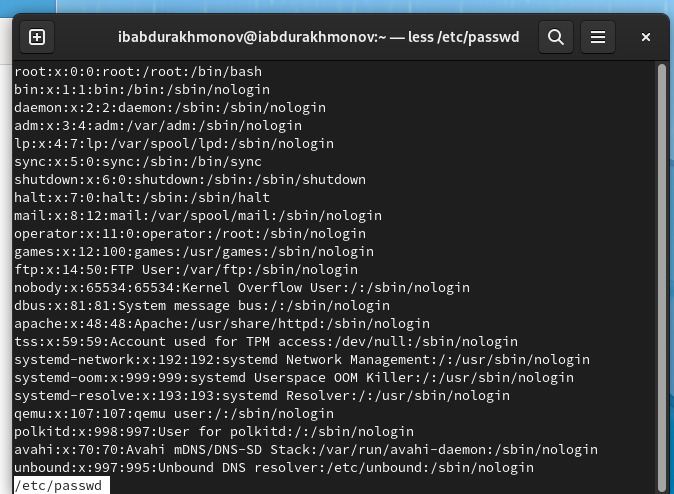 ibabdurakhmonov@iabdurakhmonov:~ — less /etc/passwd
root:x:0:0:root:/root:/bin/bash
bin:x:1:1:bin:/bin:/sbin/nologin
daemon:x:2:2:daemon:/sbin:/sbin/nologin
adm:x:3:4:adm:/var/adm:/sbin/nologin
lp:x:4:7:lp:/var/spool/lpd:/sbin/nologin
sync:x:5:0:sync:/sbin:/bin/sync
shutdown:x:6:0:shutdown:/sbin:/sbin/shutdown
halt:x:7:0:halt:/sbin:/sbin/halt
mail:x:8:12:mail:/var/spool/mail:/sbin/nologin
operator:x:11:0:operator:/root:/sbin/nologin
games:x:12:100:games:/usr/games:/sbin/nologin
ftp:x:14:50:FTP User:/var/ftp:/sbin/nologin
nobody:x:65534:65534:Kernel Overflow User:/:/sbin/nologin
dbus:x:81:81:System message bus:/:/sbin/nologin
apache:x:48:48:Apache:/usr/share/httpd:/sbin/nologin
tss:x:59:59:Account used for TPM access:/dev/null:/sbin/nologin
systemd-network:x:192:192:systemd Network Management:/:/usr/sbin/nologin
systemd-oom:x:999:999:systemd Userspace OOM Killer:/:/usr/sbin/nologin
systemd-resolve:x:193:193:systemd Resolver:/:/usr/sbin/nologin
qemu:x:107:107:qemu user:/:/sbin/nologin
polkitd:x:998:997:User for polkitd:/:/sbin/nologin
avahi:x:70:70:Avahi mDNS/DNS-SD Stack:/var/run/avahi-daemon:/sbin/nologin
unbound:x:997:995:Unbound DNS resolver:/etc/unbound:/sbin/nologin
/etc/passwd